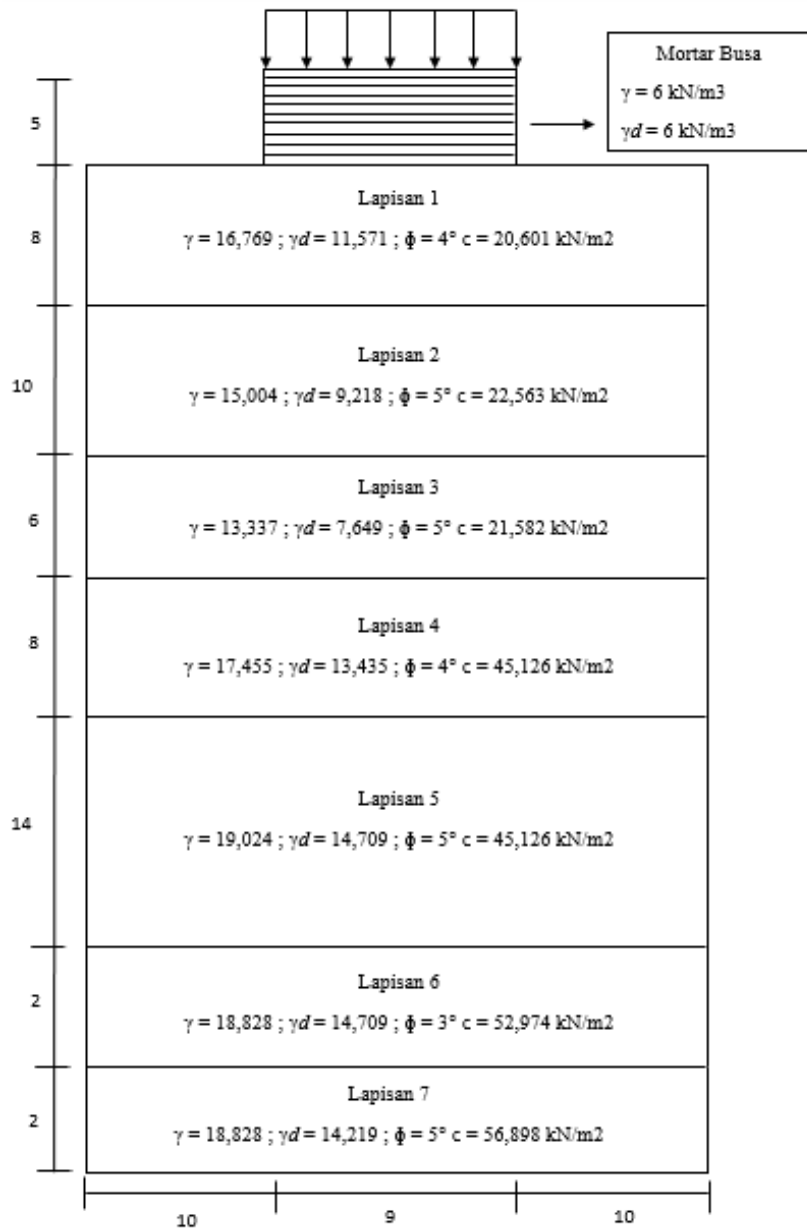 Mortar Busa
γ = 6 kN/m3
γd = 6 kN/m3
5
Lapisan 1
γ = 16,769 ; γd = 11,571 ; ϕ = 4° c = 20,601 kN/m2
8
Lapisan 2
γ = 15,004 ; γd = 9,218 ; ϕ = 5° c = 22,563 kN/m2
10
Lapisan 3
γ = 13,337 ; γd = 7,649 ; ϕ = 5° c = 21,582 kN/m2
6
Lapisan 4
γ = 17,455 ; γd = 13,435 ; ϕ = 4° c = 45,126 kN/m2
8
Lapisan 5
γ = 19,024 ; γd = 14,709 ; ϕ = 5° c = 45,126 kN/m2
14
Lapisan 6
γ = 18,828 ; γd = 14,709 ; ϕ = 3° c = 52,974 kN/m2
2
Lapisan 7
γ = 18,828 ; γd = 14,219 ; ϕ = 5° c = 56,898 kN/m2
2
10 9 10